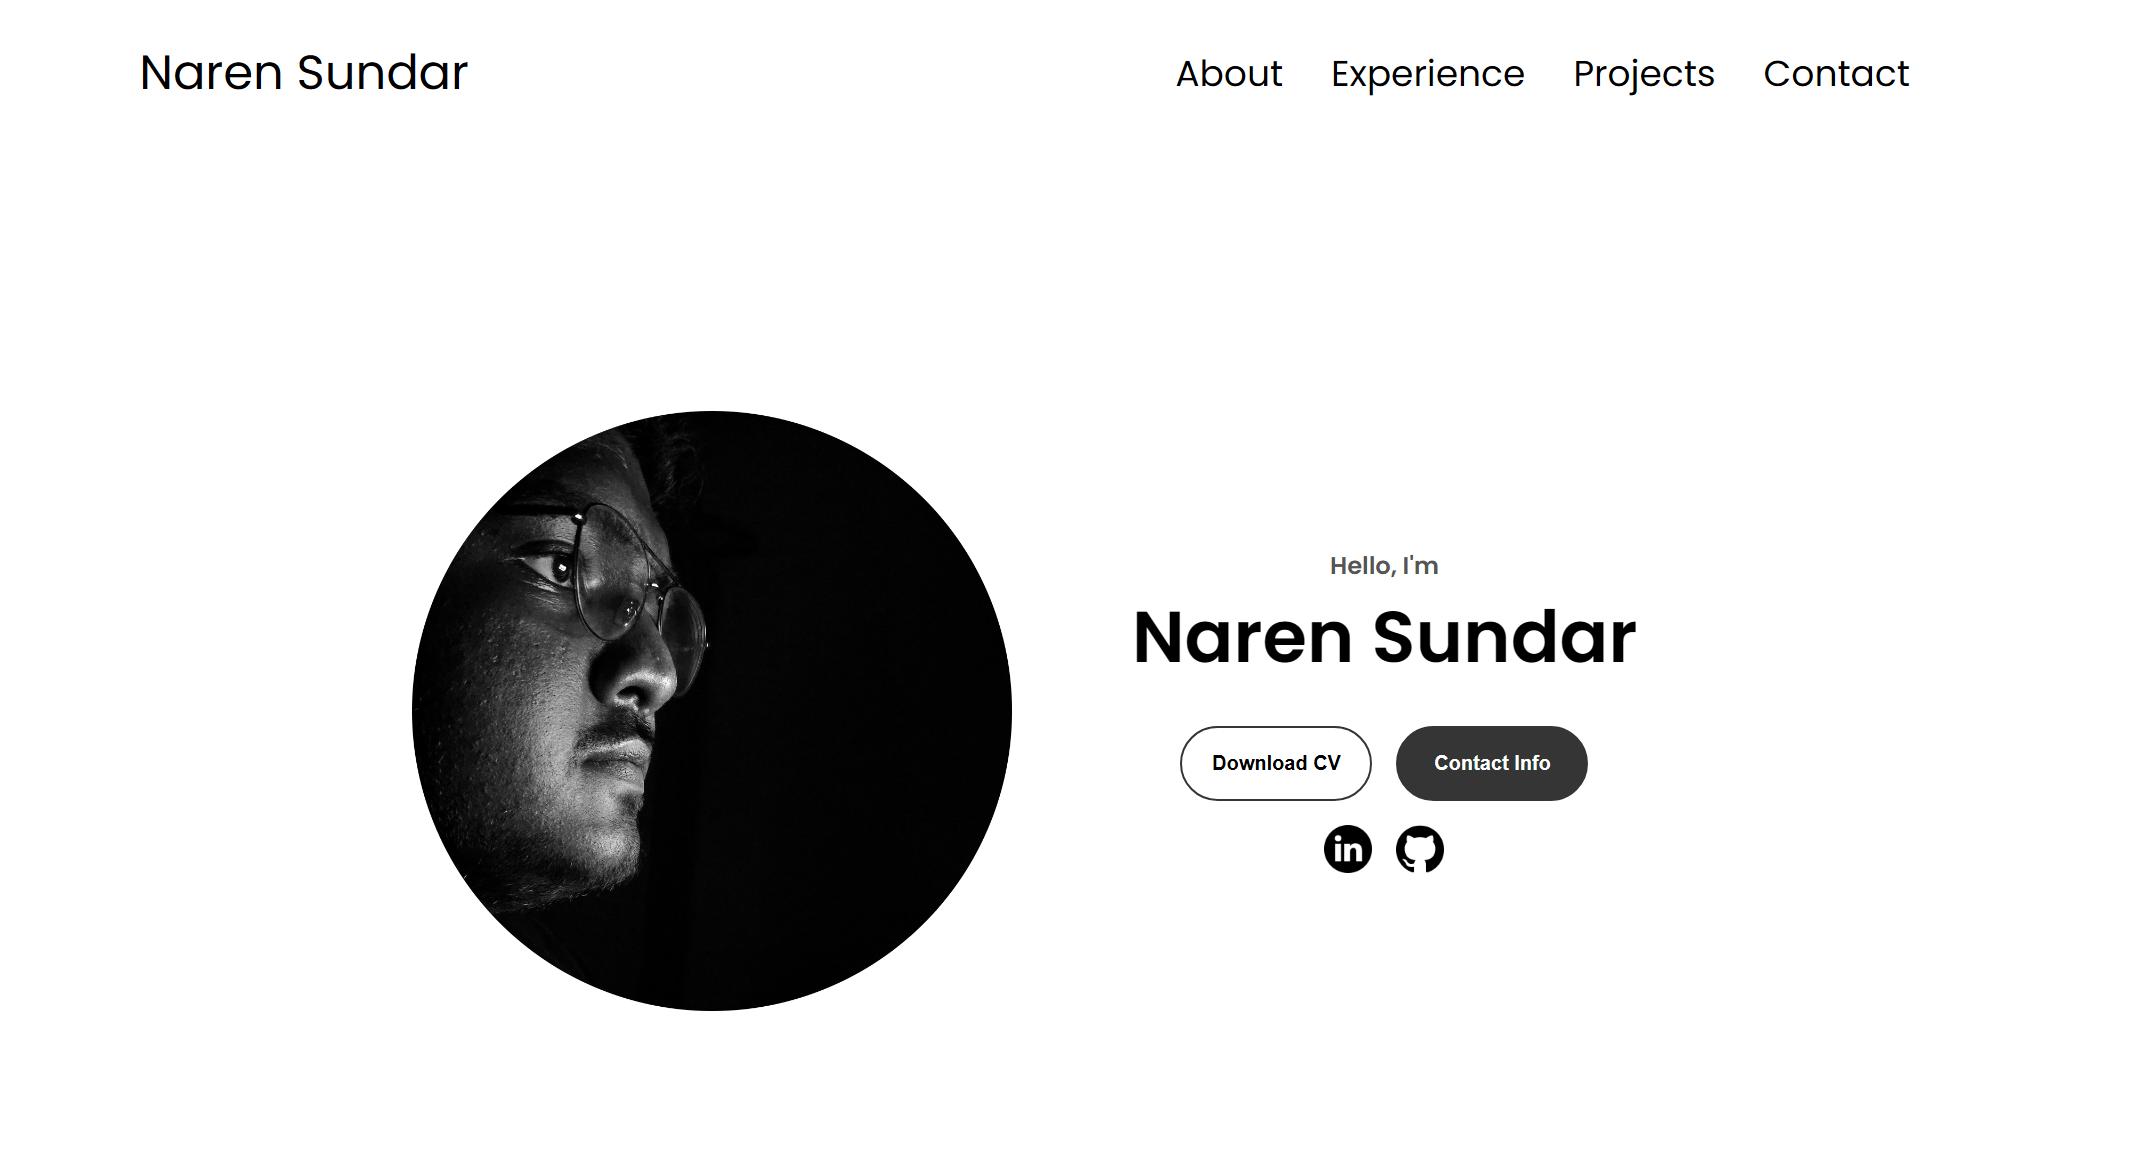 Naren Sundar
About Experience Projects Contact
Hello, I'm
Naren Sundar
Download CV Contact Info
in